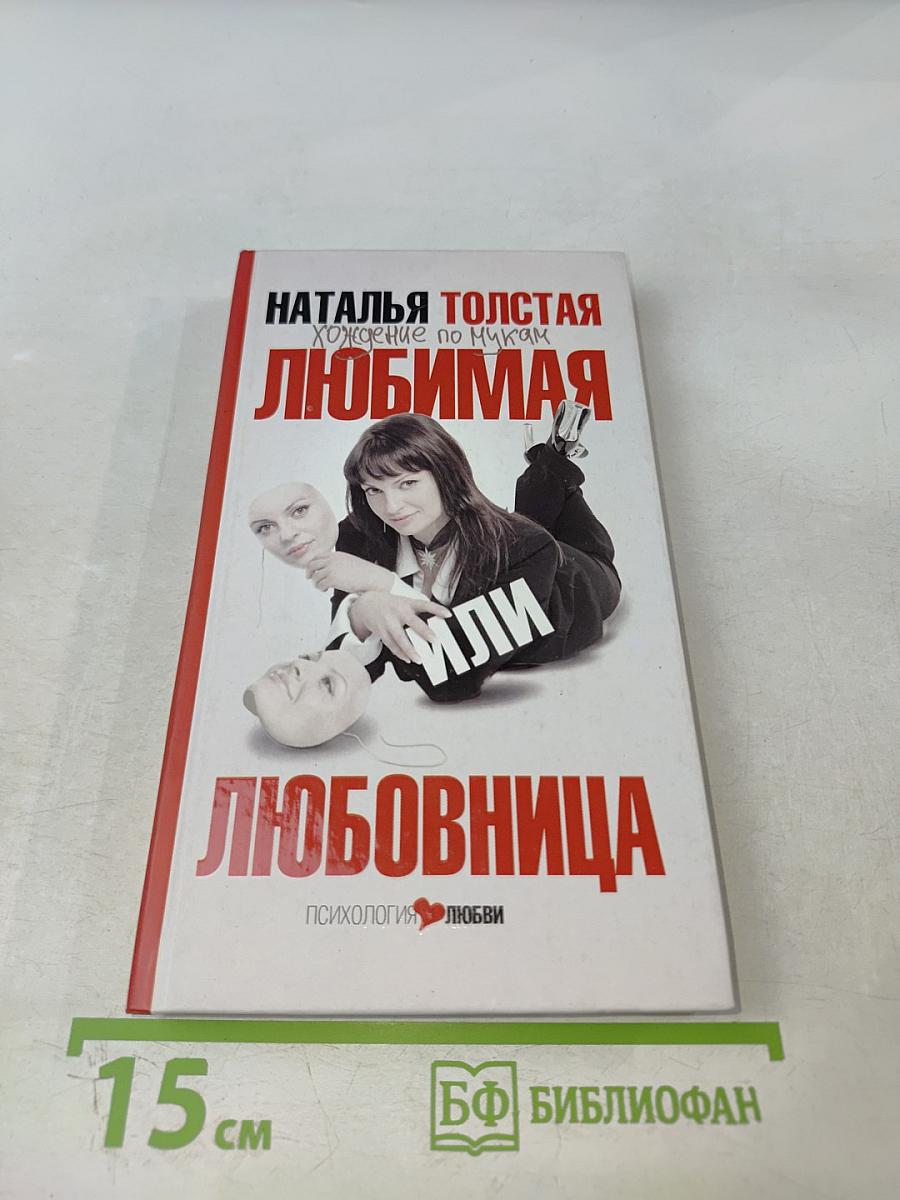 НАТАЛЬЯ ТОЛСТАЯ
хождение по мукам
ЛЮБИМАЯ
ИЛИ
ЛЮБОВНИЦА
ПСИХОЛОГИЯ ЛЮБВИ
15 см
БФ БИБЛИОФАН